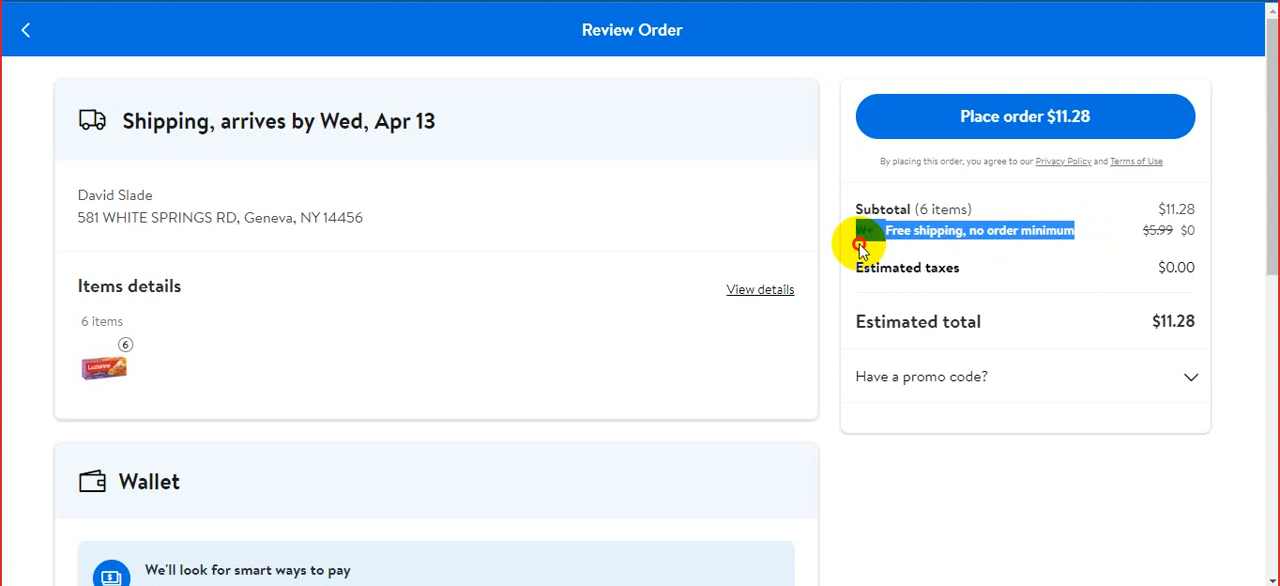 Review Order
Shipping, arrives by Wed, Apr 13
David Slade
581 WHITE SPRINGS RD, Geneva, NY 14456
Items details
View details
6 items
6
Luzianne
Wallet
We'll look for smart ways to pay
Place order $11.28
By placing this order, you agree to our Privacy Policy and Terms of Use
Subtotal (6 items) $11.28
W+ Free shipping, no order minimum $5.99 $0
Estimated taxes $0.00
Estimated total $11.28
Have a promo code?